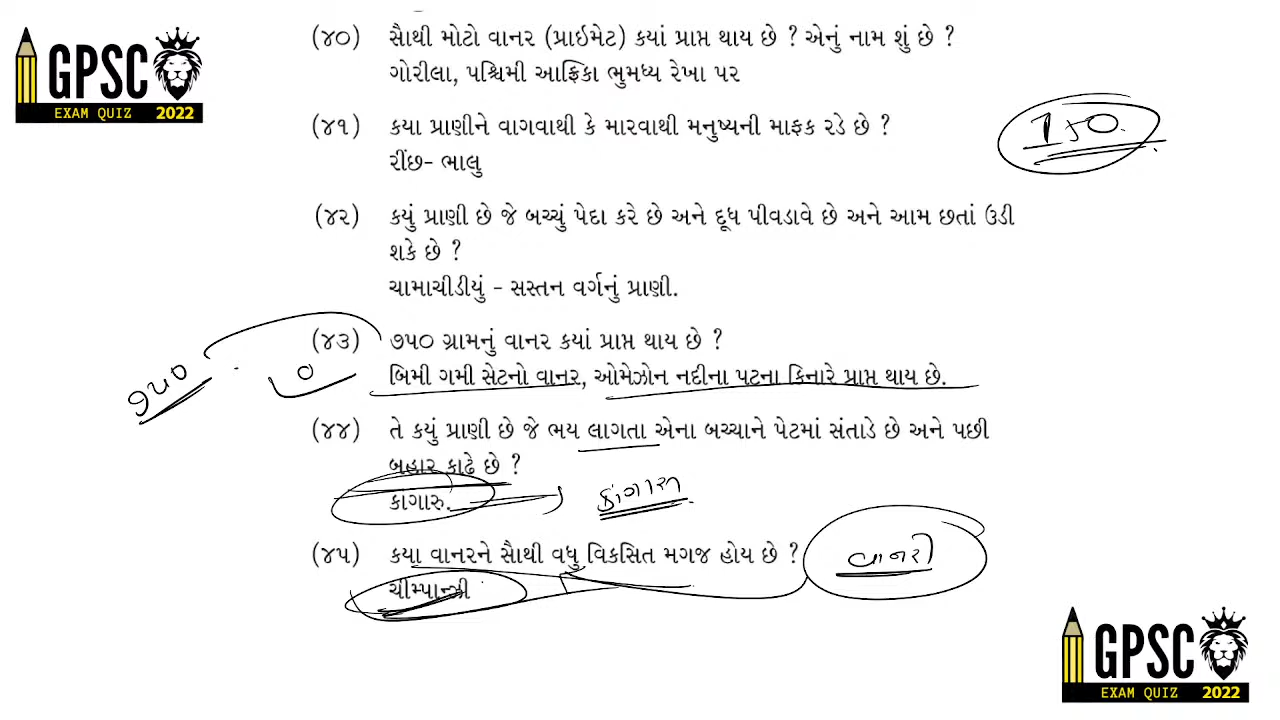 GPSC
EXAM QUIZ 2022
(૪૦) સૌથી મોટો વાનર (પ્રાઇમેટ) કયાં પ્રાપ્ત થાય છે ? એનું નામ શું છે ?
ગોરીલા, પશ્ચિમી આફ્રિકા ભુમધ્ય રેખા પર
(૪૧) કયા પ્રાણીને વાગવાથી કે મારવાથી મનુષ્યની માફક રડે છે ?
રીંછ- ભાલુ
(૪૨) કયું પ્રાણી છે જે બચ્ચું પેદા કરે છે અને દૂધ પીવડાવે છે અને આમ છતાં ઉડી
શકે છે ?
ચામાચીડીયું - સસ્તન વર્ગનું પ્રાણી.
(૪૩) ૭૫૦ ગ્રામનું વાનર કયાં પ્રાપ્ત થાય છે ?
૭૫૦
બિમી ગમી સેટનો વાનર, ઓમેઝોન નદીના પટના કિનારે પ્રાપ્ત થાય છે.
(૪૪) તે કયું પ્રાણી છે જે ભય લાગતા એના બચ્ચાને પેટમાં સંતાડે છે અને પછી
બહાર કાઢે છે ?
કાગારુ.
કાંગારુ
(૪૫) કયા વાનરને સૌથી વધુ વિકસિત મગજ હોય છે ?
વાનરો
ચીમ્પાન્ઝી
GPSC
EXAM QUIZ 2022